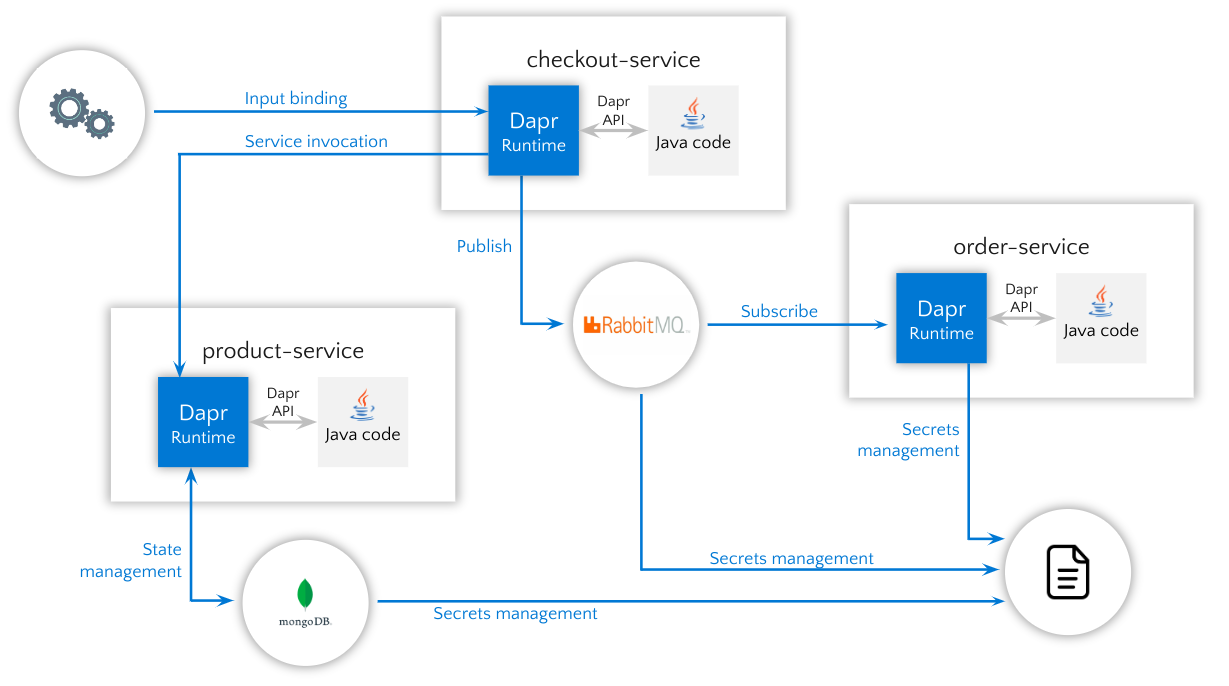 checkout-service
Input binding
Dapr
Runtime
Dapr
API
Java code
Service invocation
Publish
order-service
RabbitMQ
Subscribe
Dapr
Runtime
Dapr
API
Java code
product-service
Dapr
Runtime
Dapr
API
Java code
Secrets
management
State
management
Secrets management
mongoDB
Secrets management